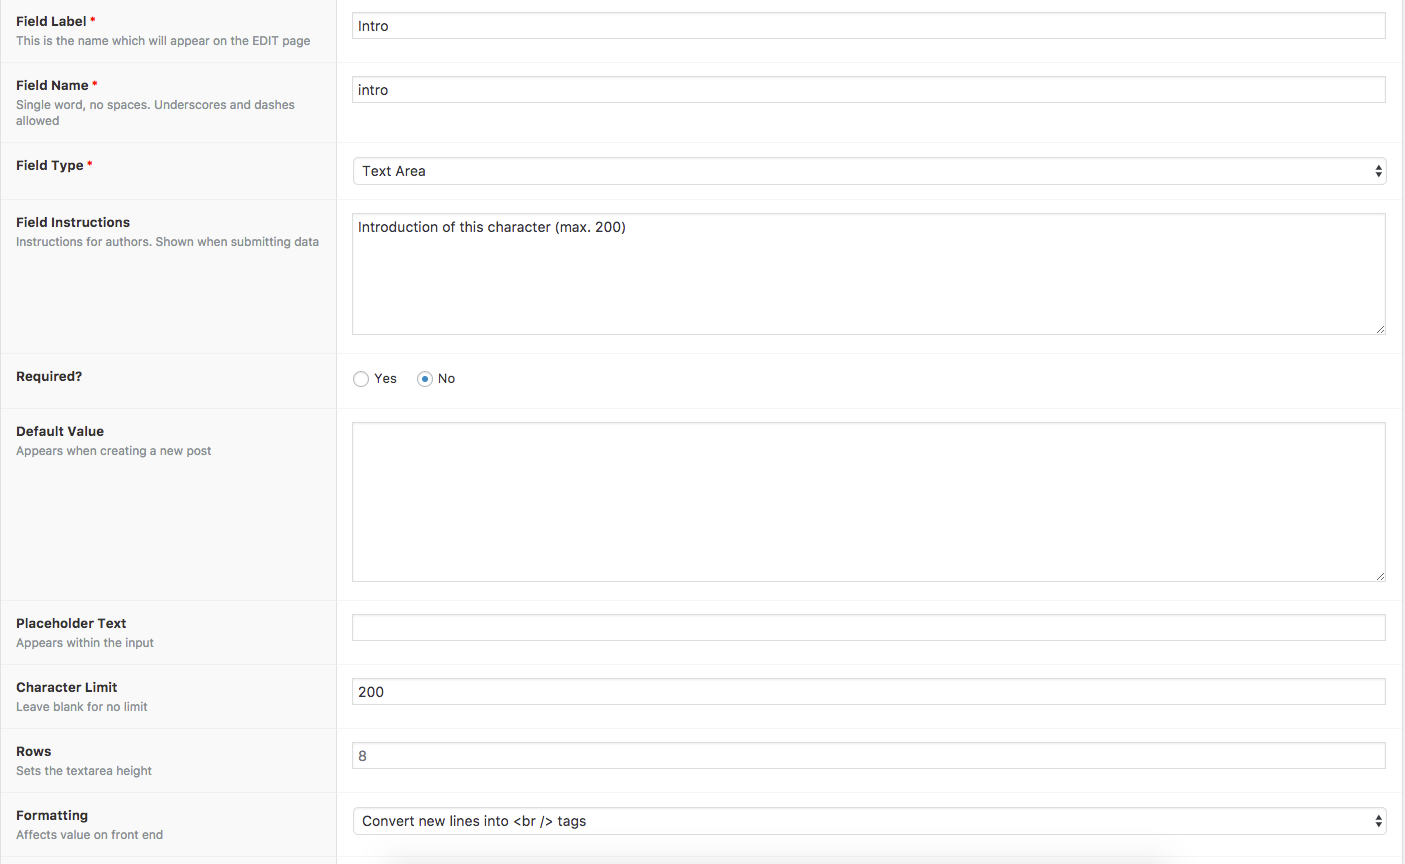 Field Label *
This is the name which will appear on the EDIT page
Intro
Field Name *
Single word, no spaces. Underscores and dashes
allowed
intro
Field Type *
Text Area
Field Instructions
Instructions for authors. Shown when submitting data
Introduction of this character (max. 200)
Required?
Yes No
Default Value
Appears when creating a new post
Placeholder Text
Appears within the input
Character Limit
Leave blank for no limit
200
Rows
Sets the textarea height
8
Formatting
Affects value on front end
Convert new lines into <br /> tags